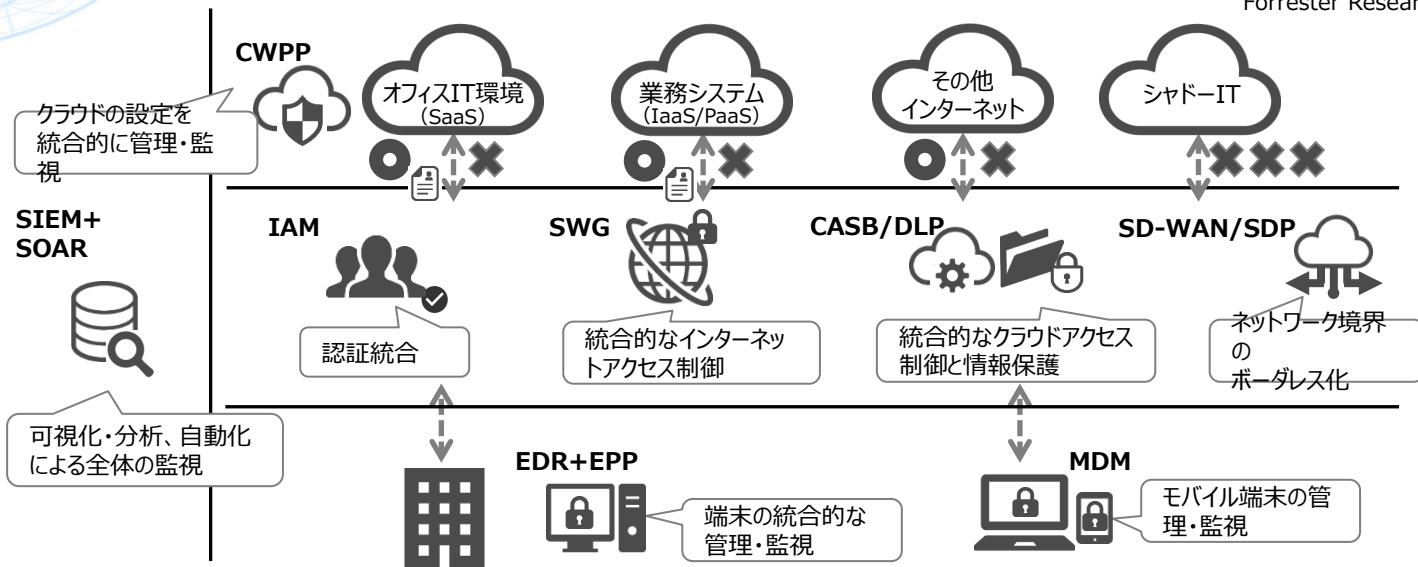 Forrester Resear
CWPP
クラウドの設定を
統合的に管理・監
視
オフィスIT環境
（SaaS）
業務システム
（IaaS/PaaS）
その他
インターネット
シャドーIT
SIEM+
SOAR
IAM
SWG
CASB/DLP
SD-WAN/SDP
認証統合
統合的なインターネッ
トアクセス制御
統合的なクラウドアクセス
制御と情報保護
ネットワーク境界
の
ボーダレス化
可視化・分析、自動化
による全体の監視
EDR+EPP
端末の統合的な
管理・監視
MDM
モバイル端末の管
理・監視